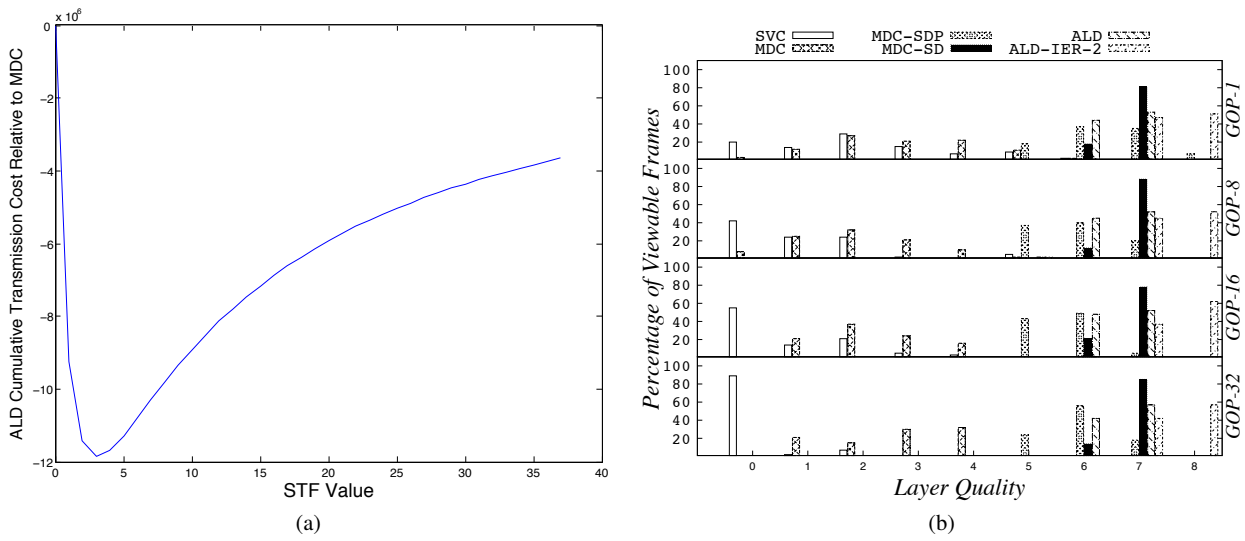 × 10⁶
0
−2
−4
−6
−8
−10
−12
0 5 10 15 20 25 30 35 40
ALD Cumulative Transmission Cost Relative to MDC
STF Value
(a)
SVC MDC-SDP ALD
MDC MDC-SD ALD-IER-2
100
80
60
40
20
GOP-1
100
80
60
40
20
GOP-8
100
80
60
40
20
GOP-16
100
80
60
40
20
GOP-32
Percentage of Viewable Frames
0 1 2 3 4 5 6 7 8
Layer Quality
(b)